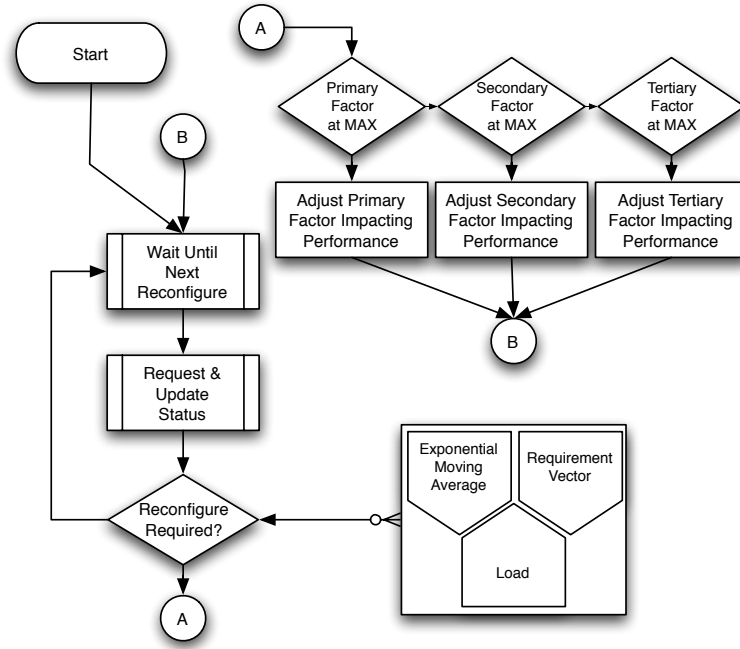 Start
B
Wait Until
Next
Reconfigure
Request &
Update
Status
Reconfigure
Required?
A
A
Primary
Factor
at MAX
Secondary
Factor
at MAX
Tertiary
Factor
at MAX
Adjust Primary
Factor Impacting
Performance
Adjust Secondary
Factor Impacting
Performance
Adjust Tertiary
Factor Impacting
Performance
B
Exponential
Moving
Average
Requirement
Vector
Load